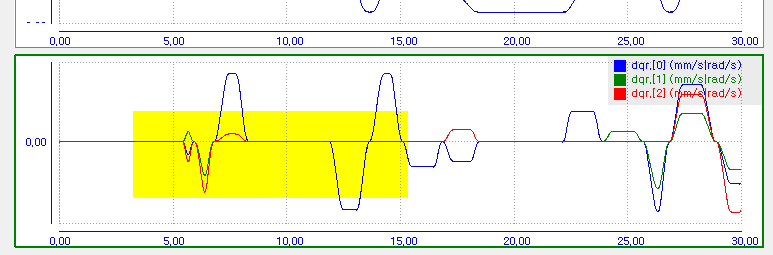 0,00 5,00 10,00 15,00 20,00 25,00 30,00
dqr.[0] (mm/s|rad/s)
dqr.[1] (mm/s|rad/s)
dqr.[2] (mm/s|rad/s)
0,00
0,00 5,00 10,00 15,00 20,00 25,00 30,00